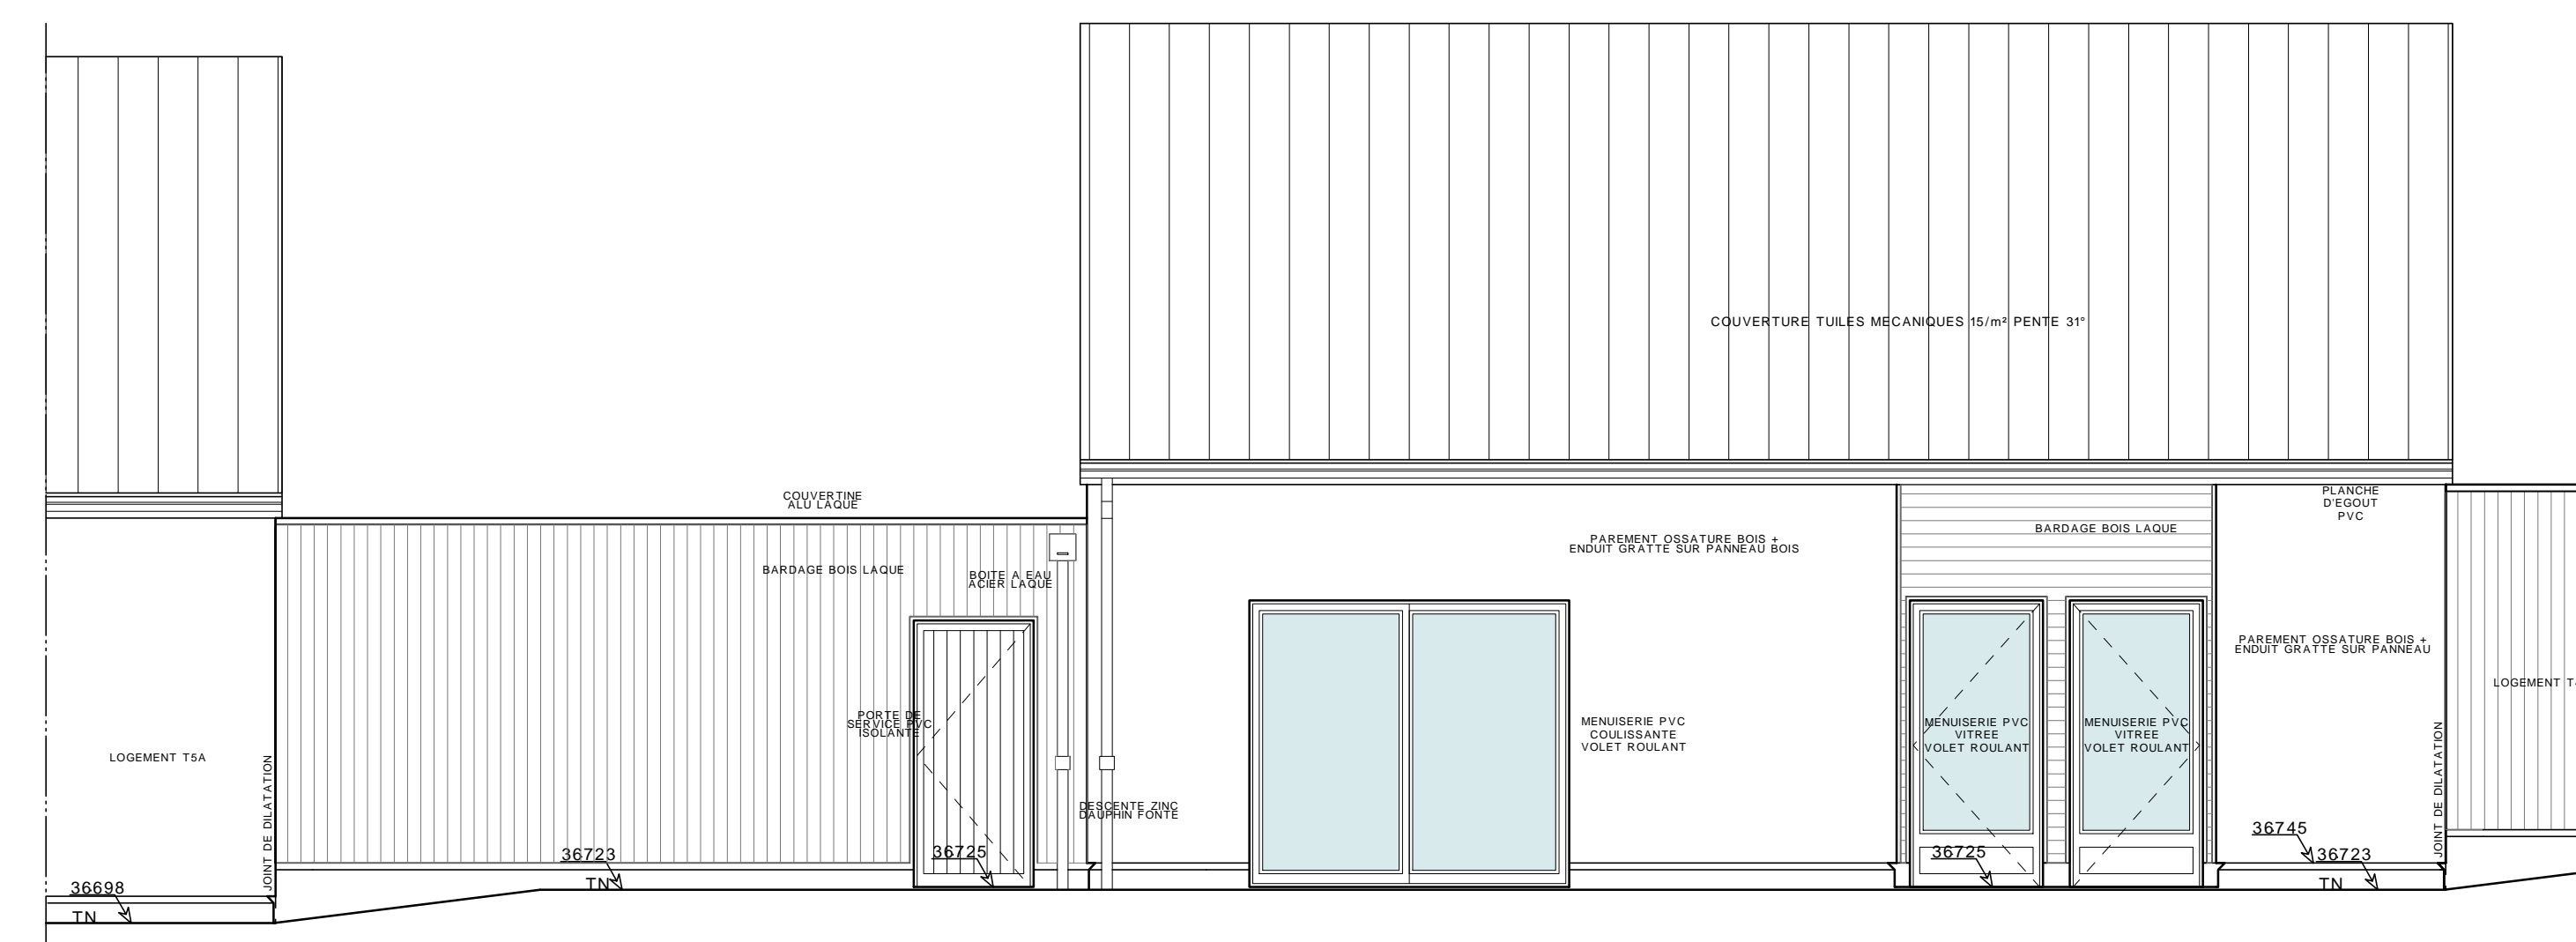 COUVERTURE TUILES MECANIQUES 15/m² PENTE 31°
COUVERTINE
ALU LAQUE
PLANCHE
D'EGOUT
PVC
BARDAGE BOIS LAQUE
PAREMENT OSSATURE BOIS +
ENDUIT GRATTE SUR PANNEAU BOIS
BARDAGE BOIS LAQUE
BOITE A EAU
ACIER LAQUE
PAREMENT OSSATURE BOIS +
ENDUIT GRATTE SUR PANNEAU
LOGEMENT T
PORTE DE
SERVICE PVC
ISOLANTE
MENUISERIE PVC
COULISSANTE
VOLET ROULANT
MENUISERIE PVC
VITREE
VOLET ROULANT
MENUISERIE PVC
VITREE
VOLET ROULANT
LOGEMENT T5A
JOINT DE DILATATION
JOINT DE DILATATION
DESCENTE ZINC
DAUPHIN FONTE
36745
36723
36725
36725
36723
TN
TN
36698
TN